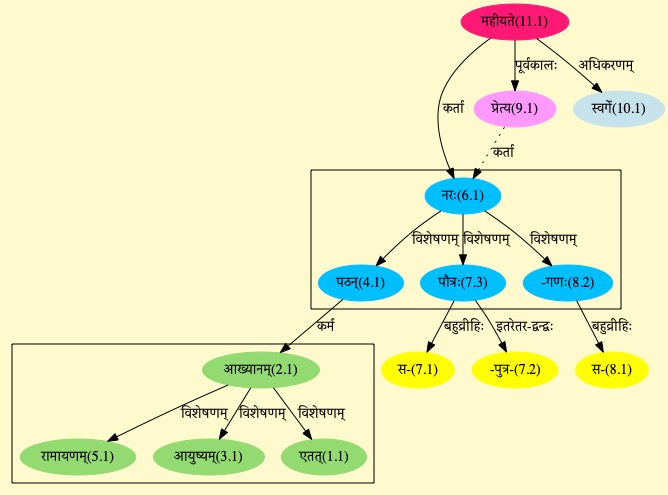 महीयते(11.1)
पूर्वकालः अधिकरणम्
कर्ता प्रेत्य(9.1) स्वर्गे(10.1)
कर्ता
नरः(6.1)
विशेषणम् विशेषणम् विशेषणम्
पठन्(4.1) पौत्रः(7.3) -गणः(8.2)
कर्म बहुव्रीहिः इतरेतर-द्वन्द्वः बहुव्रीहिः
आख्यानम्(2.1) स-(7.1) -पुत्र-(7.2) स-(8.1)
विशेषणम् विशेषणम् विशेषणम्
रामायणम्(5.1) आयुष्यम्(3.1) एतत्(1.1)